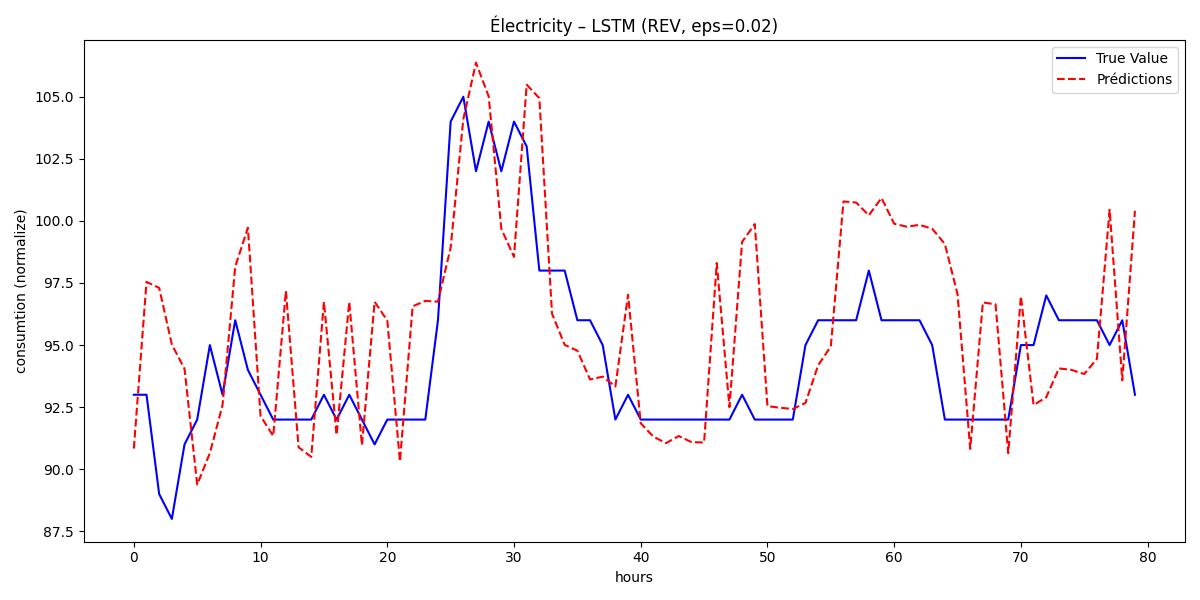 Électricity – LSTM (REV, eps=0.02)
True Value
Prédictions
consumtion (normalize)
105.0
102.5
100.0
97.5
95.0
92.5
90.0
87.5
0 10 20 30 40 50 60 70 80
hours